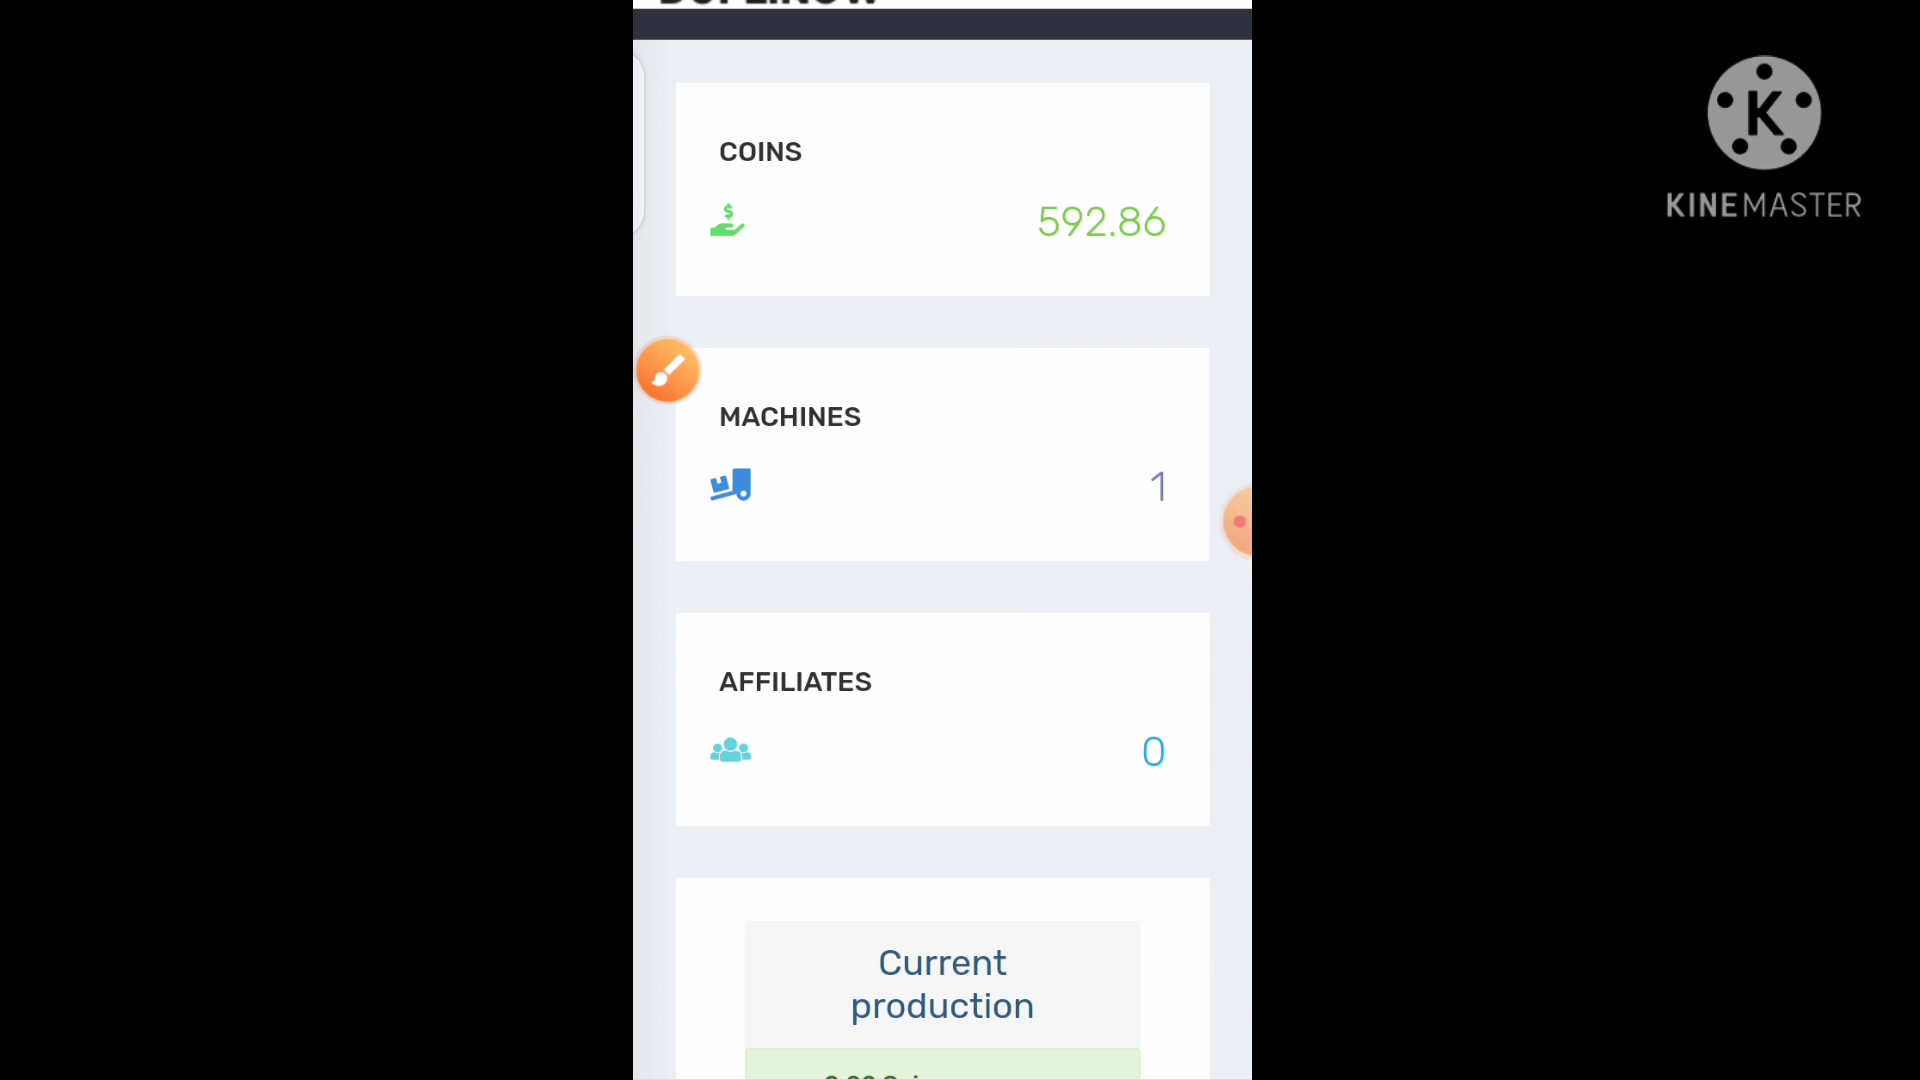 COINS
592.86
MACHINES
1
AFFILIATES
0
Current
production
KINEMASTER